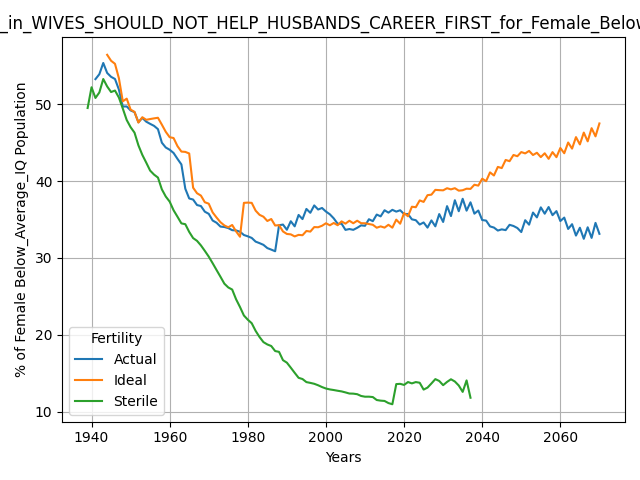 _in_WIVES_SHOULD_NOT_HELP_HUSBANDS_CAREER_FIRST_for_Female_Below
% of Female Below_Average_IQ Population
50
40
30
20
10
Fertility
Actual
Ideal
Sterile
1940 1960 1980 2000 2020 2040 2060
Years